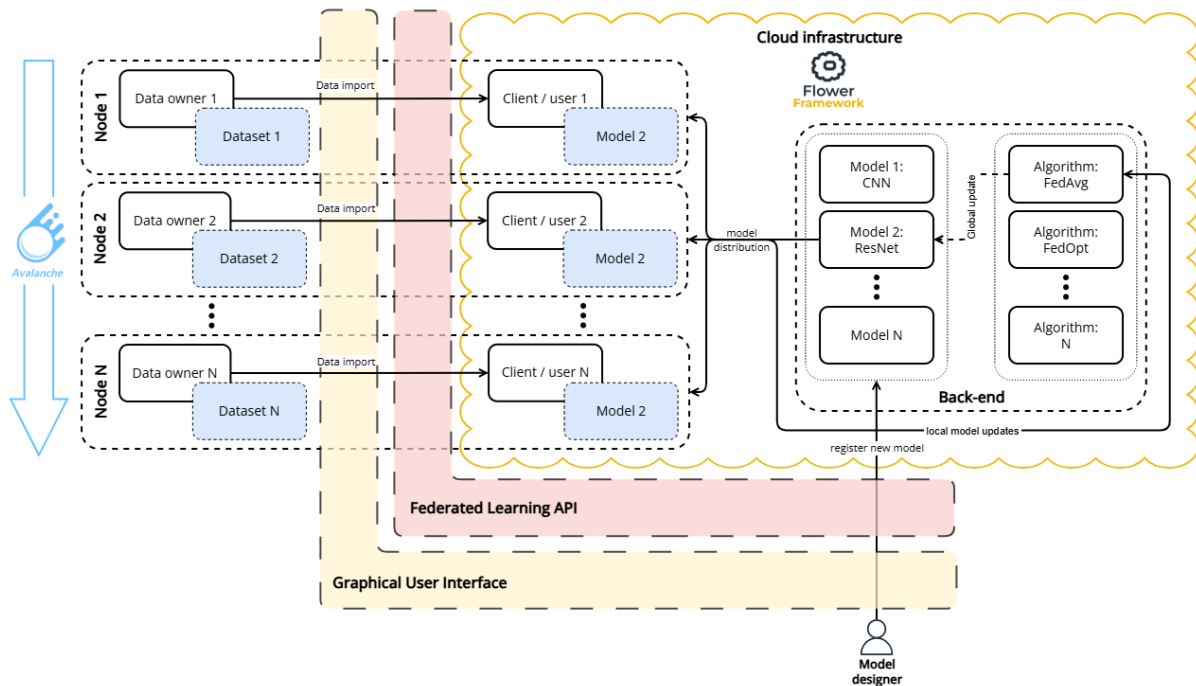 Cloud infrastructure
Flower
Framework
Avalanche
Node 1
Data owner 1
Dataset 1
Data import
Client / user 1
Model 2
Node 2
Data owner 2
Dataset 2
Data import
Client / user 2
Model 2
Node N
Data owner N
Dataset N
Data import
Client / user N
Model 2
model
distribution
Model 1:
CNN
Model 2:
ResNet
Model N
Global update
Algorithm:
FedAvg
Algorithm:
FedOpt
Algorithm:
N
Back-end
local model updates
register new model
Federated Learning API
Graphical User Interface
Model
designer